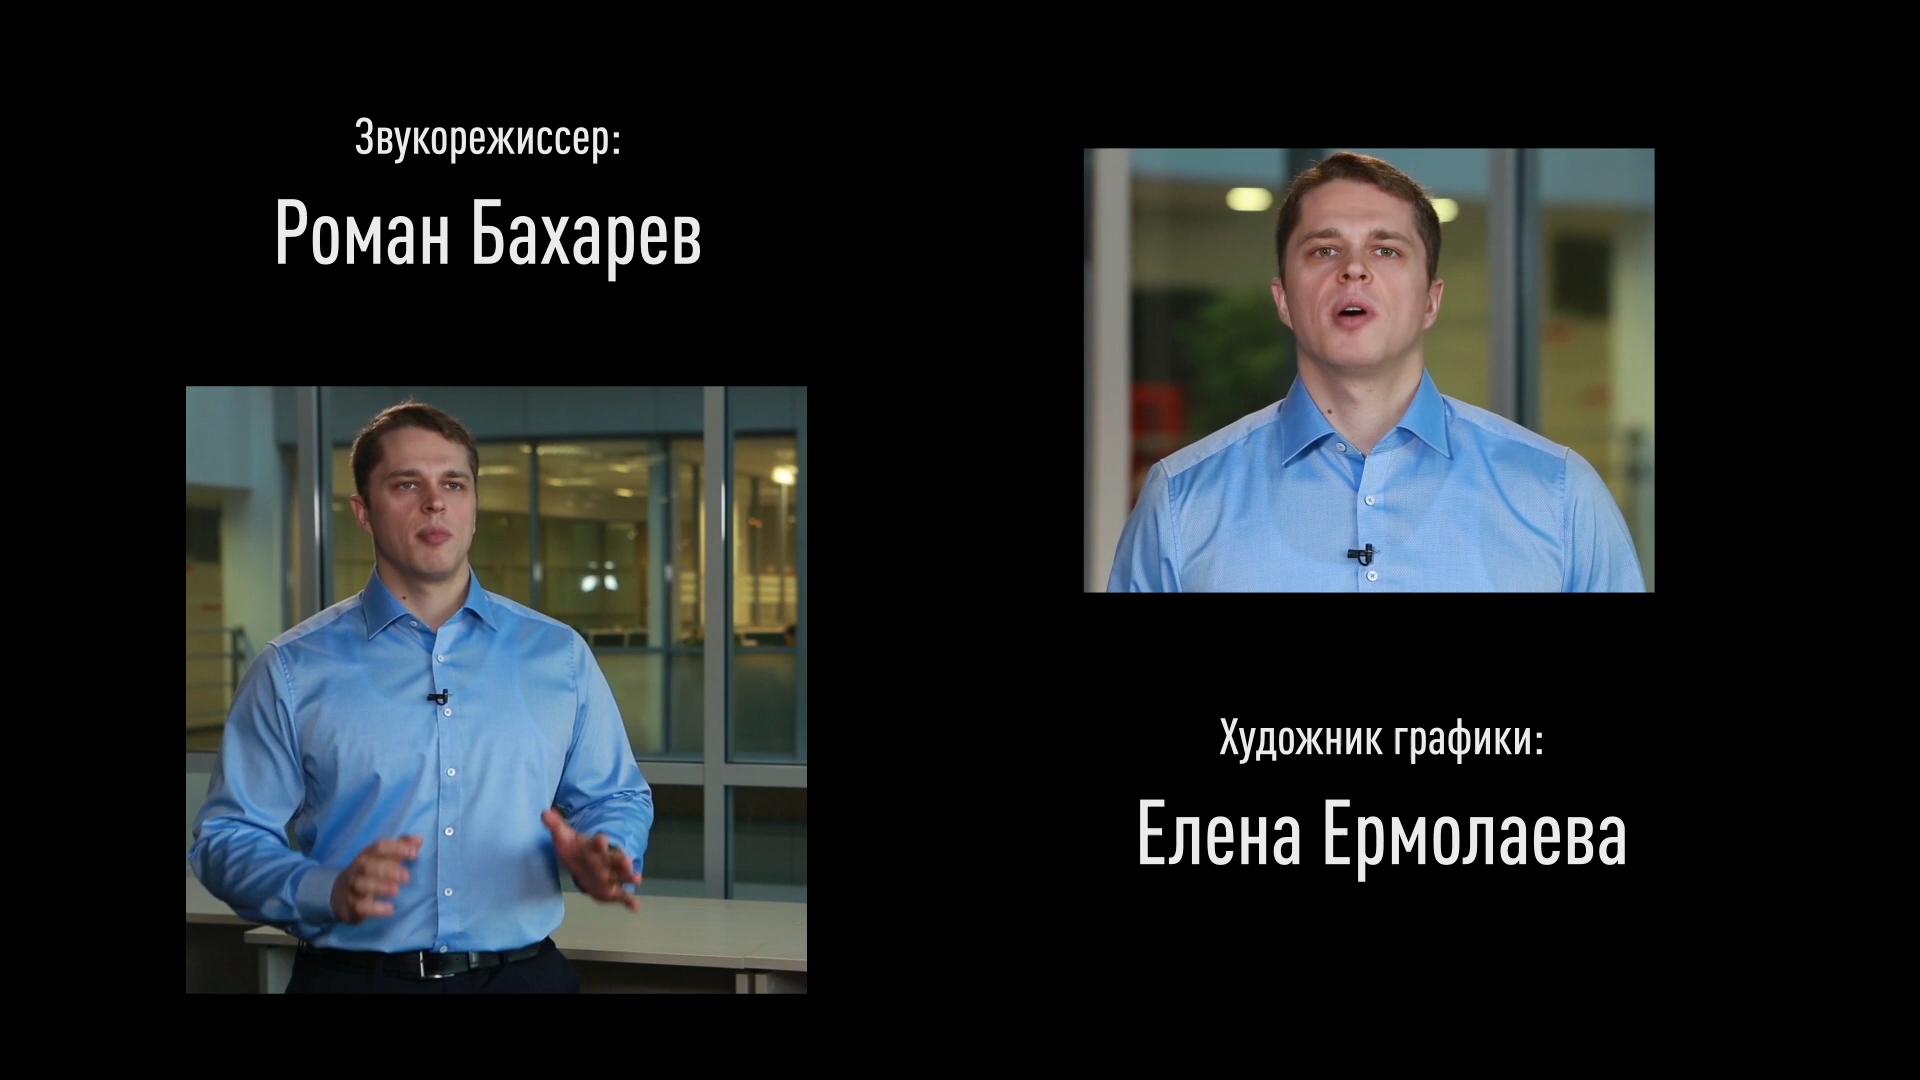 Звукорежиссер:
Роман Бахарев
Художник графики:
Елена Ермолаева